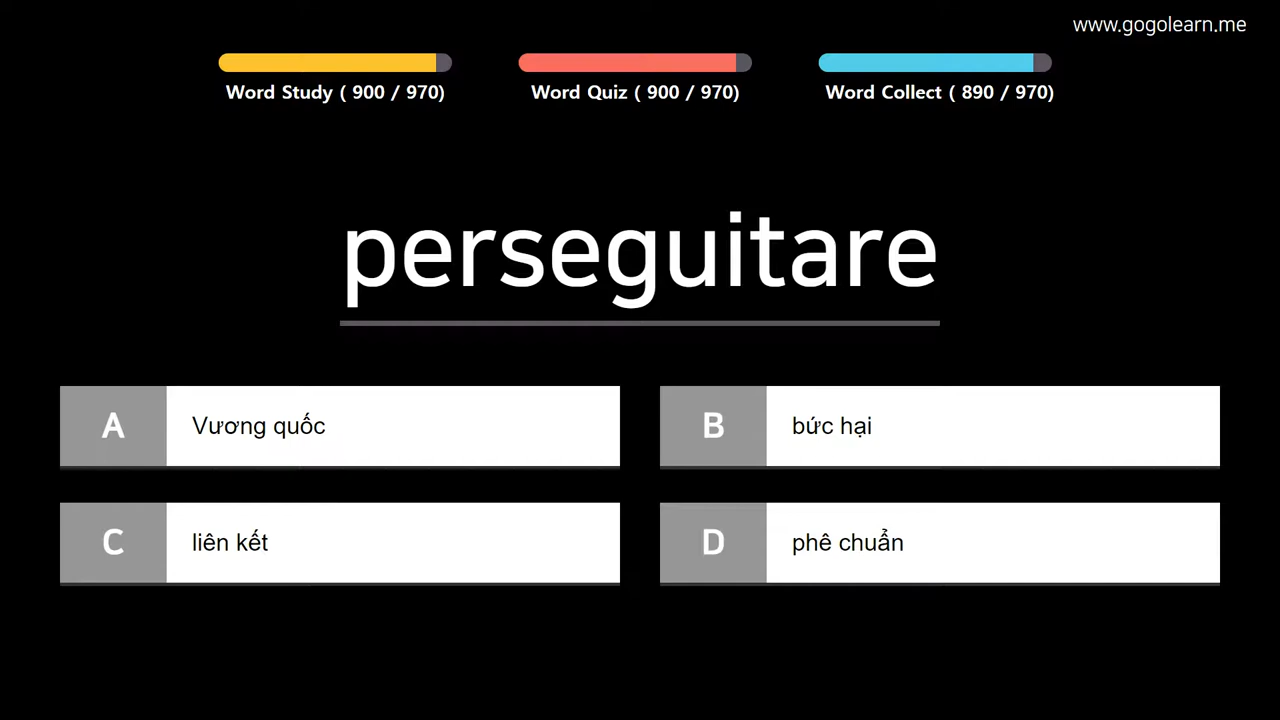 www.gogolearn.me
Word Study ( 900 / 970)
Word Quiz ( 900 / 970)
Word Collect ( 890 / 970)
perseguitare
A
Vương quốc
B
bức hại
C
liên kết
D
phê chuẩn